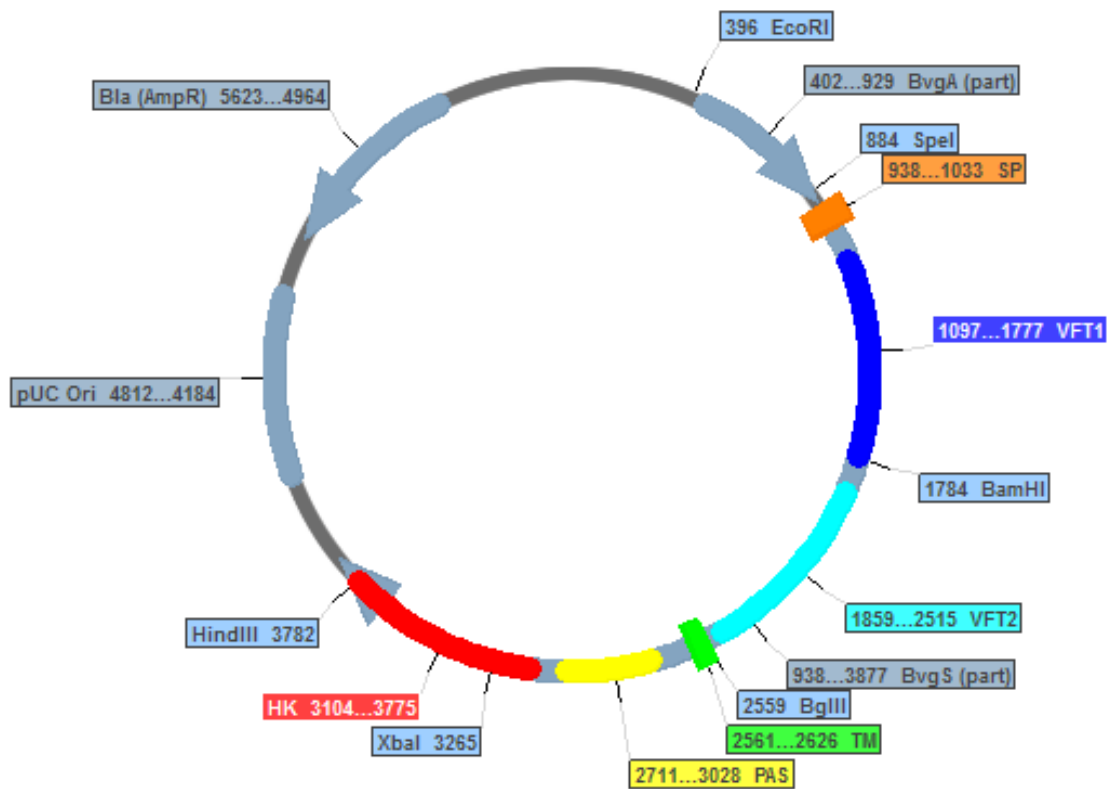 396 EcoRI
402...929 BvgA (part)
Bla (AmpR) 5623...4964
884 SpeI
938...1033 SP
1097...1777 VFT1
pUC Ori 4812...4184
1784 BamHI
1859...2515 VFT2
HindIII 3782
938...3877 BvgS (part)
HK 3104...3775
2559 BglII
XbaI 3265
2561...2626 TM
2711...3028 PAS